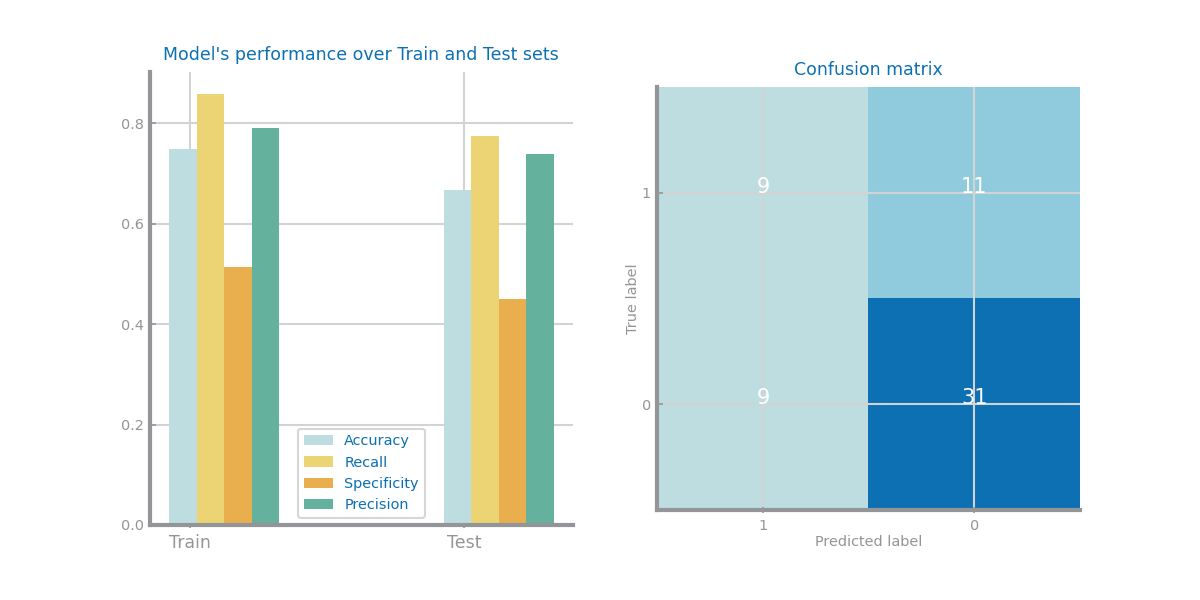 Model's performance over Train and Test sets
0.8
0.6
0.4
0.2
0.0
Train
Test
Accuracy
Recall
Specificity
Precision
Confusion matrix
True label
1
0
9
11
9
31
1
0
Predicted label